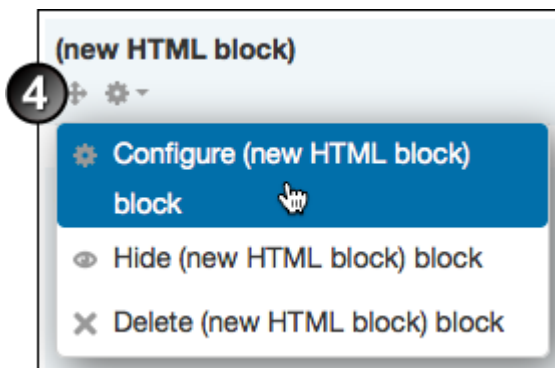 (new HTML block)
4
Configure (new HTML block)
block
Hide (new HTML block) block
Delete (new HTML block) block